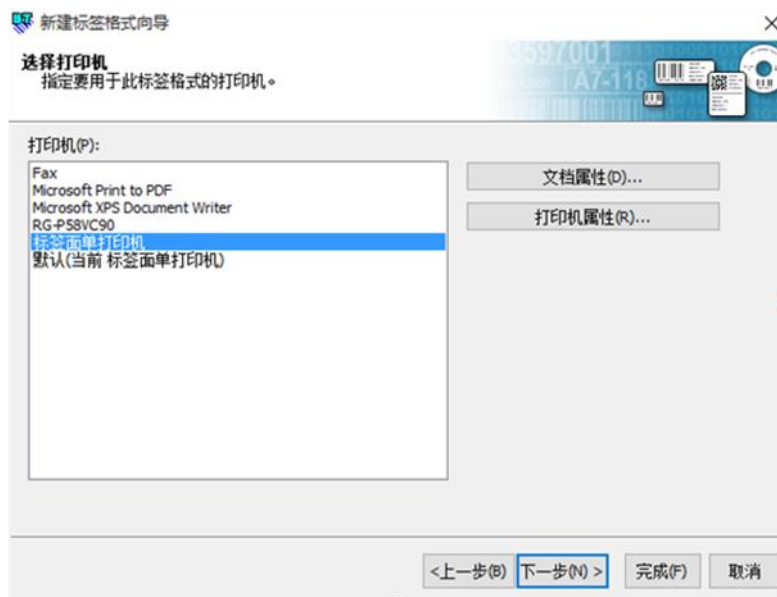 新建标签格式向导
选择打印机
指定要用于此标签格式的打印机。
3597001
A7-118
打印机(P):
Fax
Microsoft Print to PDF
Microsoft XPS Document Writer
RG-P58VC90
标签面单打印机
默认(当前 标签面单打印机)
文档属性(D)...
打印机属性(R)...
<上一步(B)
下一步(N) >
完成(F)
取消